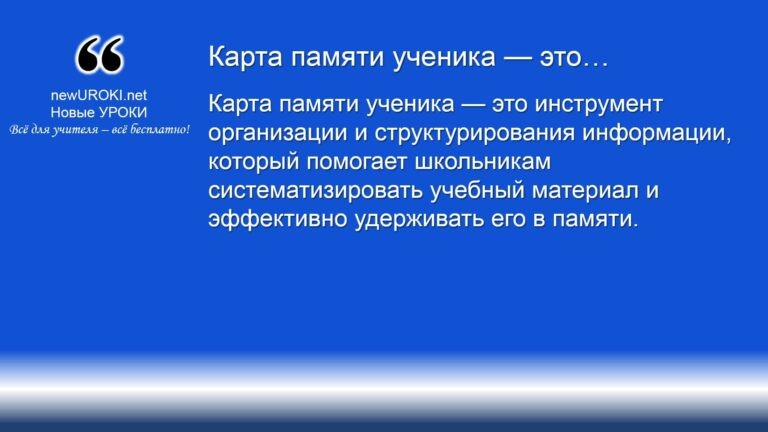 ❝
newUROKI.net
Новые УРОКИ
Всё для учителя – всё бесплатно!
Карта памяти ученика — это…
Карта памяти ученика — это инструмент
организации и структурирования информации,
который помогает школьникам
систематизировать учебный материал и
эффективно удерживать его в памяти.